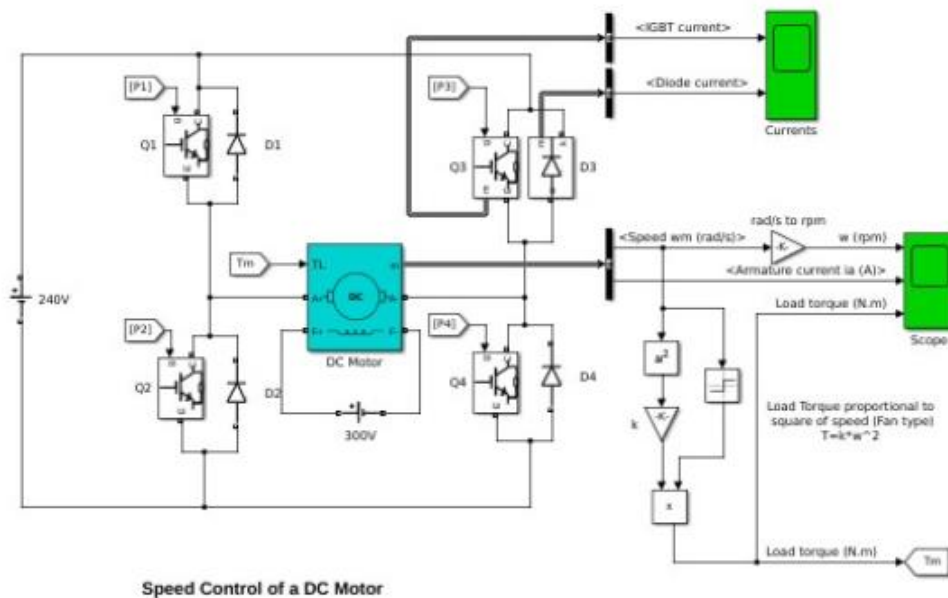 <IGBT current>
<Diode current>
Currents
[P1]
Q1
D1
[P3]
Q3
D3
rad/s to rpm
<Speed wm (rad/s)>
-K-
w (rpm)
<Armature current ia (A)>
Load torque (N.m)
Scope
Tm
TL
m
DC
A+
A-
F+
F-
DC Motor
240V
300V
[P2]
Q2
D2
[P4]
Q4
D4
-K-
k
x
Load Torque proportional to
square of speed (Fan type)
T=k*w^2
Load torque (N.m)
Tm
Speed Control of a DC Motor